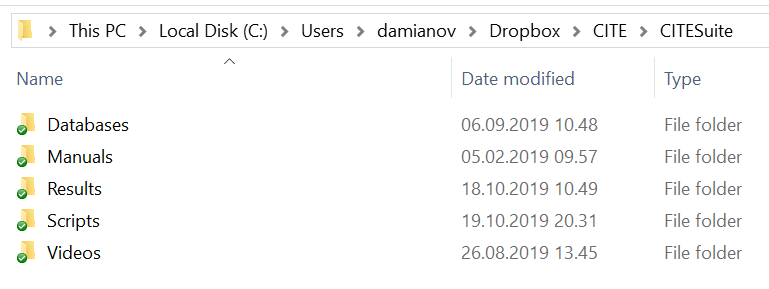 This PC > Local Disk (C:) > Users > damianov > Dropbox > CITE > CITESuite
Name Date modified Type
Databases 06.09.2019 10.48 File folder
Manuals 05.02.2019 09.57 File folder
Results 18.10.2019 10.49 File folder
Scripts 19.10.2019 20.31 File folder
Videos 26.08.2019 13.45 File folder